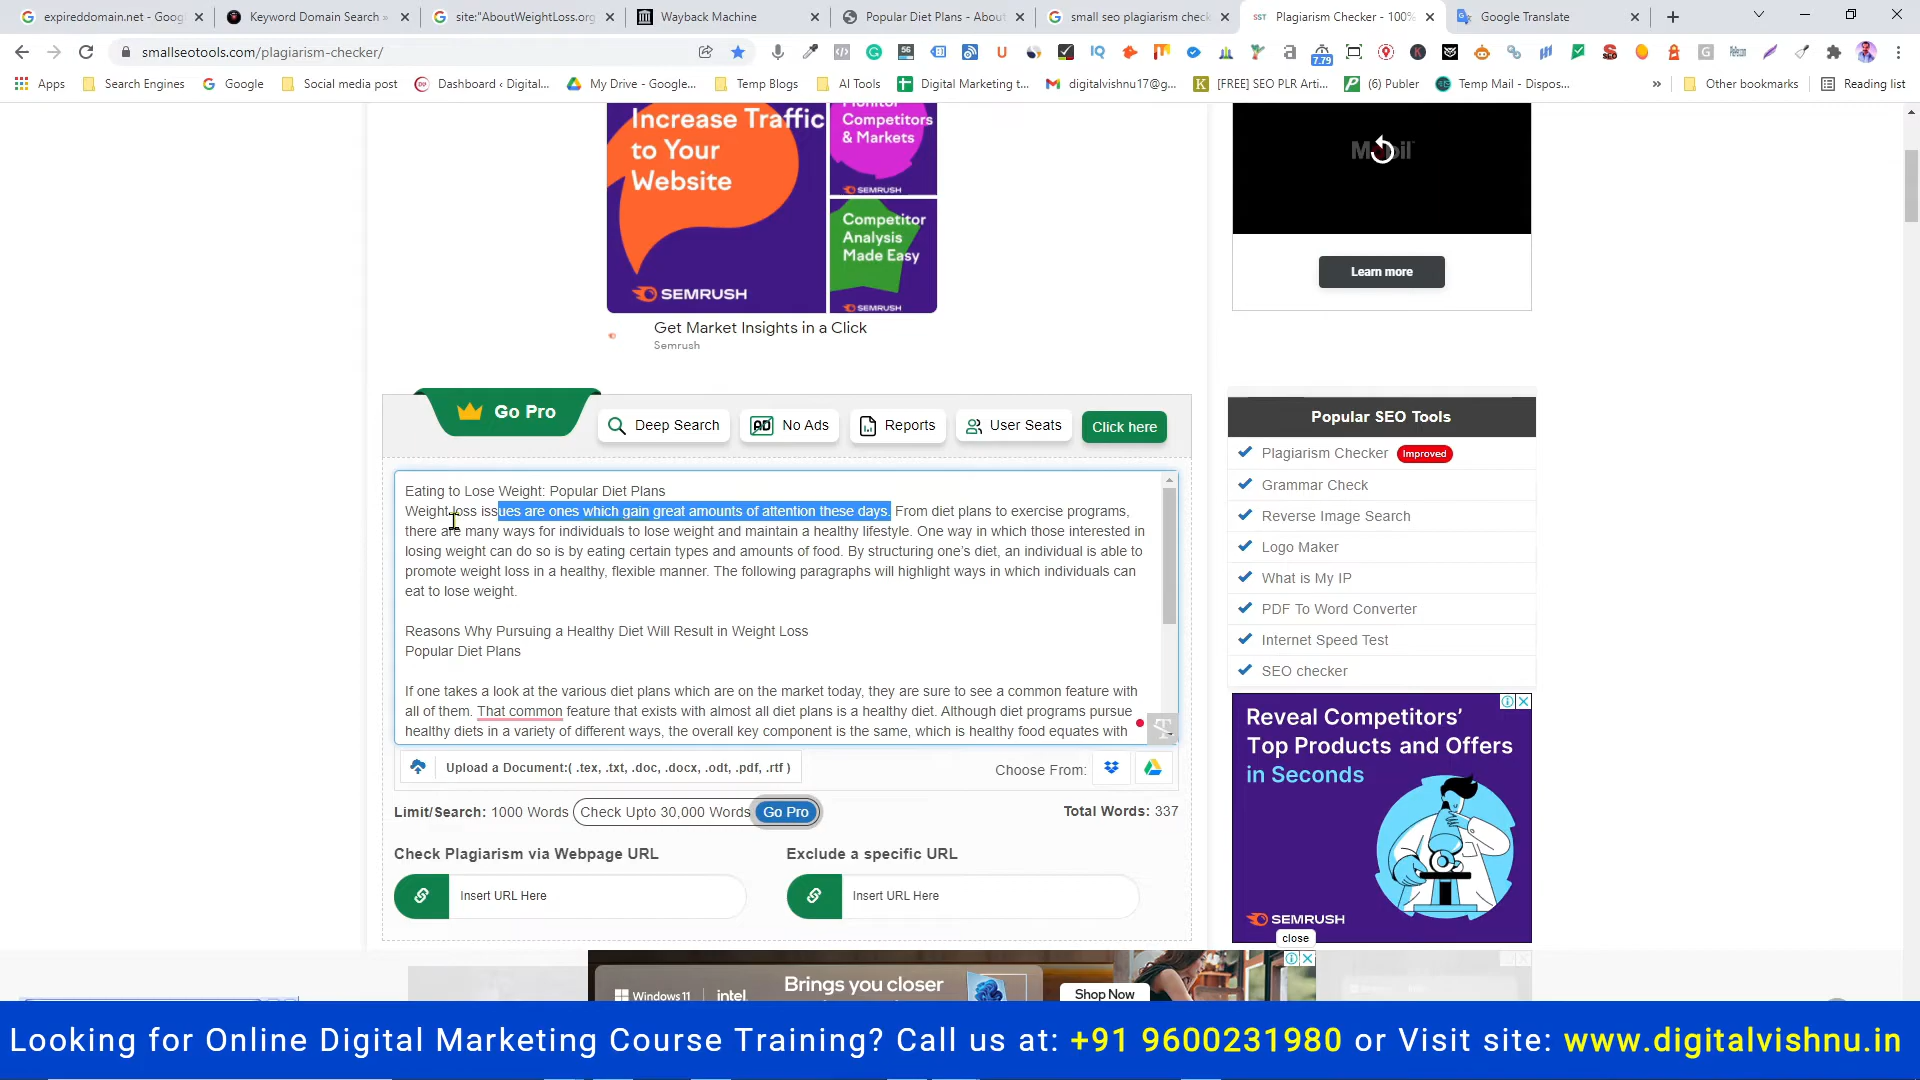 expireddomain.net - Goog
Keyword Domain Search »
site:"AboutWeightLoss.org
Wayback Machine
Popular Diet Plans - Abou
small seo plagiarism check
Plagiarism Checker - 100%
Google Translate
smallseotools.com/plagiarism-checker/
7.79
Apps
Search Engines
Google
Social media post
Dashboard ‹ Digital...
My Drive - Google...
Temp Blogs
AI Tools
Digital Marketing t...
digitalvishnu17@g...
[FREE] SEO PLR Arti...
(6) Publer
Temp Mail - Dispos...
»
Other bookmarks
Reading list
Increase Traffic
to Your
Website
SEMRUSH
Monitor
Competitors
& Markets
SEMRUSH
Competitor
Analysis
Made Easy
SEMRUSH
Get Market Insights in a Click
Semrush
Learn more
Go Pro
Deep Search
AD No Ads
Reports
User Seats
Click here
Eating to Lose Weight: Popular Diet Plans
Weight loss issues are ones which gain great amounts of attention these days. From diet plans to exercise programs,
there are many ways for individuals to lose weight and maintain a healthy lifestyle. One way in which those interested in
losing weight can do so is by eating certain types and amounts of food. By structuring one's diet, an individual is able to
promote weight loss in a healthy, flexible manner. The following paragraphs will highlight ways in which individuals can
eat to lose weight.
Reasons Why Pursuing a Healthy Diet Will Result in Weight Loss
Popular Diet Plans
If one takes a look at the various diet plans which are on the market today, they are sure to see a common feature with
all of them. That common feature that exists with almost all diet plans is a healthy diet. Although diet programs pursue
healthy diets in a variety of different ways, the overall key component is the same, which is healthy food equates with
Upload a Document:( .tex, .txt, .doc, .docx, .odt, .pdf, .rtf )
Choose From:
Limit/Search: 1000 Words
Check Upto 30,000 Words
Go Pro
Total Words: 337
Check Plagiarism via Webpage URL
Exclude a specific URL
Insert URL Here
Insert URL Here
Popular SEO Tools
Plagiarism Checker
Improved
Grammar Check
Reverse Image Search
Logo Maker
What is My IP
PDF To Word Converter
Internet Speed Test
SEO checker
Reveal Competitors'
Top Products and Offers
in Seconds
SEMRUSH
close
Windows 11
intel
Brings you closer
Shop Now
Looking for Online Digital Marketing Course Training? Call us at: +91 9600231980 or Visit site: www.digitalvishnu.in